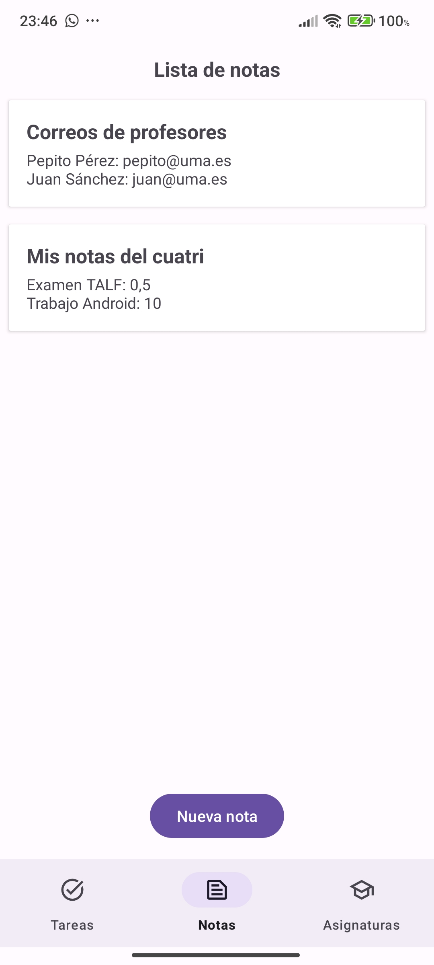 23:46
100%
Lista de notas
Correos de profesores
Pepito Pérez: pepito@uma.es
Juan Sánchez: juan@uma.es
Mis notas del cuatri
Examen TALF: 0,5
Trabajo Android: 10
Nueva nota
Tareas
Notas
Asignaturas